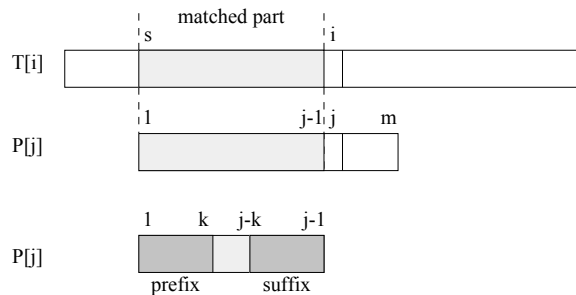 matched part
s i
T[i]
1 j-1 j m
P[j]
1 k j-k j-1
P[j]
prefix suffix